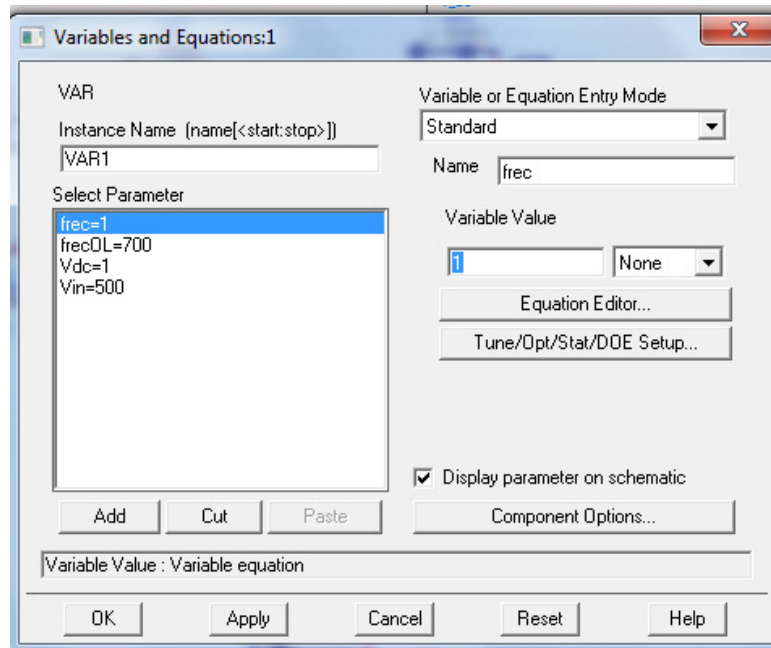 Variables and Equations:1
VAR
Instance Name (name[<start:stop>])
VAR1
Select Parameter
frec=1
frecOL=700
Vdc=1
Vin=500
Add Cut Paste
Variable or Equation Entry Mode
Standard
Name frec
Variable Value
1 None
Equation Editor...
Tune/Opt/Stat/DOE Setup...
Display parameter on schematic
Component Options...
Variable Value : Variable equation
OK Apply Cancel Reset Help